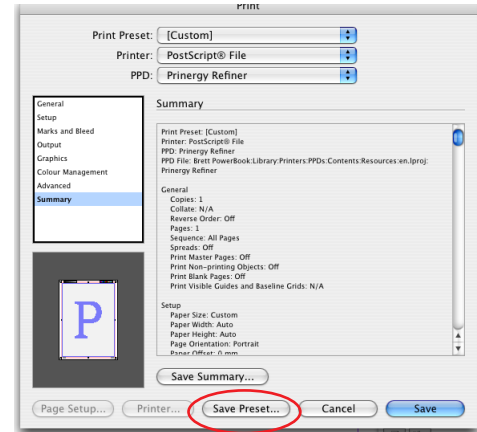 Print
Print Preset: [Custom]
Printer: PostScript® File
PPD: Prinergy Refiner
General
Setup
Marks and Bleed
Output
Graphics
Colour Management
Advanced
Summary
Summary
Print Preset: [Custom]
Printer: PostScript® File
PPD: Prinergy Refiner
PPD File: Brett PowerBook:Library:Printers:PPDs:Contents:Resources:en.lproj:
Prinergy Refiner
General
Copies: 1
Collate: N/A
Reverse Order: Off
Pages: 1
Sequence: All Pages
Spreads: Off
Print Master Pages: Off
Print Non-printing Objects: Off
Print Blank Pages: Off
Print Visible Guides and Baseline Grids: N/A
Setup
Paper Size: Custom
Paper Width: Auto
Paper Height: Auto
Page Orientation: Portrait
Paper Offset: 0 mm
P
Save Summary...
Page Setup... Printer... Save Preset... Cancel Save